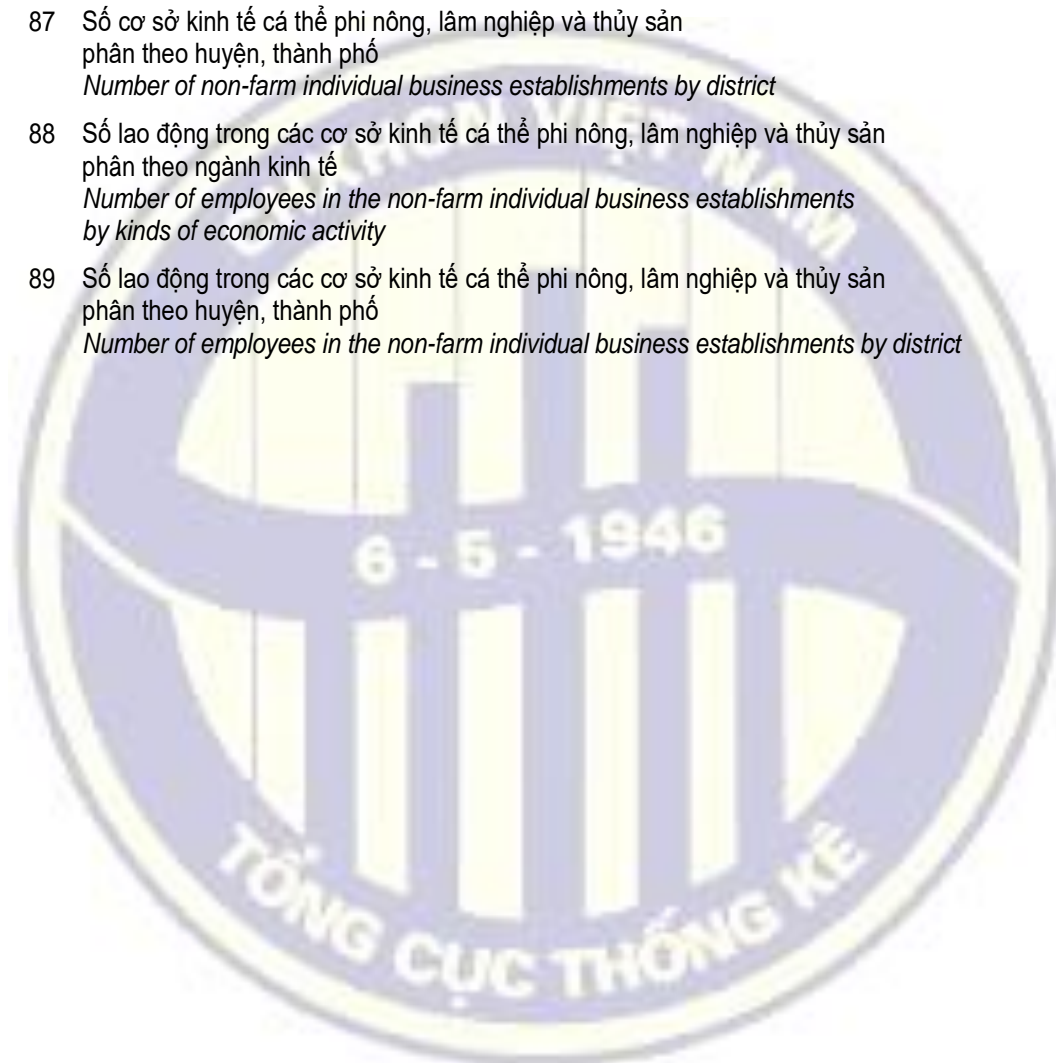 87 Số cơ sở kinh tế cá thể phi nông, lâm nghiệp và thủy sản
phân theo huyện, thành phố
Number of non-farm individual business establishments by district
88 Số lao động trong các cơ sở kinh tế cá thể phi nông, lâm nghiệp và thủy sản
phân theo ngành kinh tế
Number of employees in the non-farm individual business establishments
by kinds of economic activity
89 Số lao động trong các cơ sở kinh tế cá thể phi nông, lâm nghiệp và thủy sản
phân theo huyện, thành phố
Number of employees in the non-farm individual business establishments by district
6 - 5 - 1946
TỔNG CỤC THỐNG KÊ